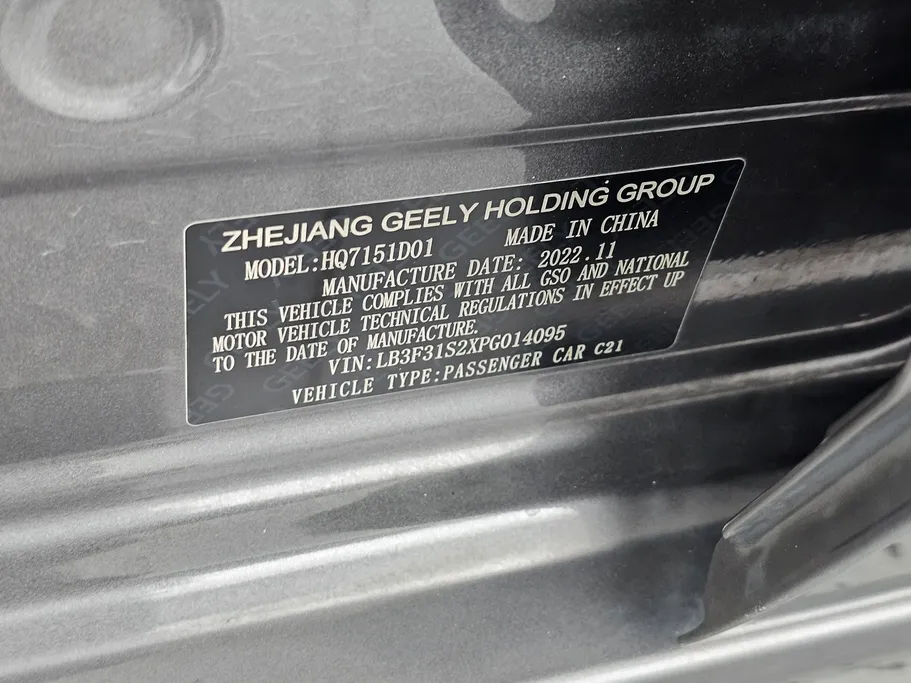 ZHEJIANG GEELY HOLDING GROUP
MODEL:HQ7151D01 MADE IN CHINA
MANUFACTURE DATE: 2022.11
THIS VEHICLE COMPLIES WITH ALL GSO AND NATIONAL
MOTOR VEHICLE TECHNICAL REGULATIONS IN EFFECT UP
TO THE DATE OF MANUFACTURE.
VIN:LB3F31S2XPG014095
VEHICLE TYPE:PASSENGER CAR C21